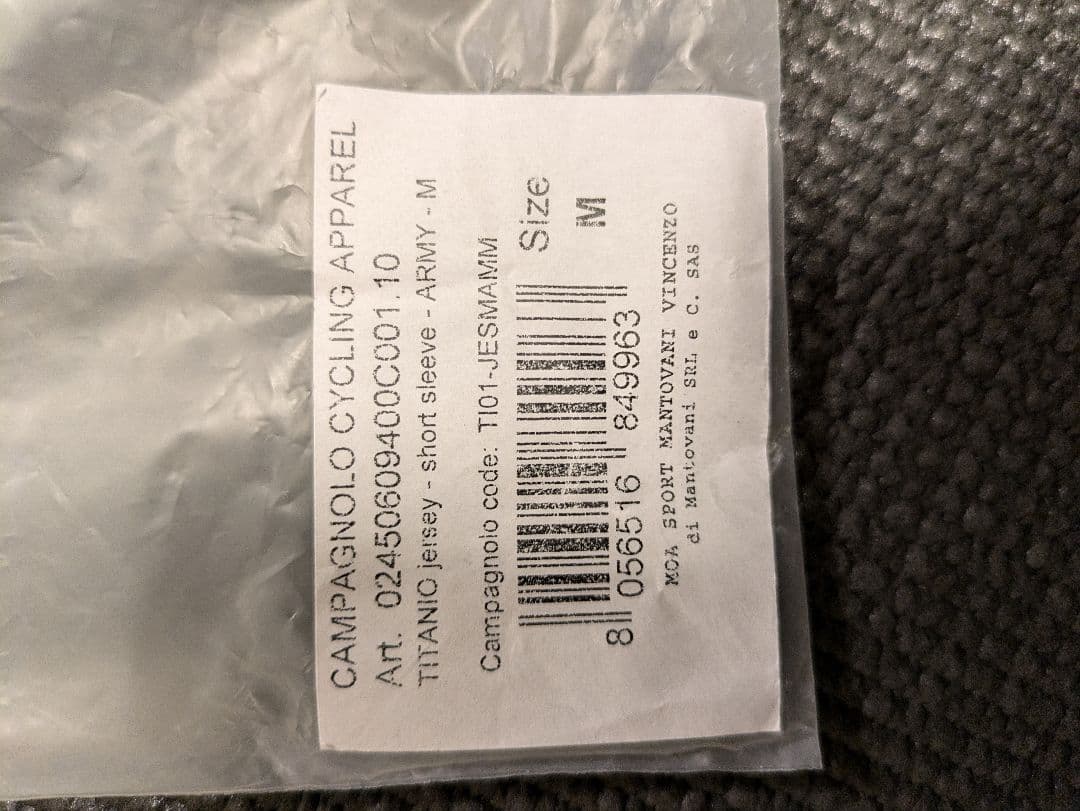 CAMPAGNOLO CYCLING APPAREL
Art. 02450609400C001.10
TITANIO jersey - short sleeve - ARMY - M
Campagnolo code: TI01-JESMAMM
Size
M
8 056516 849963
MOA SPORT MANTOVANI VINCENZO
di Mantovani SRL e C. SAS